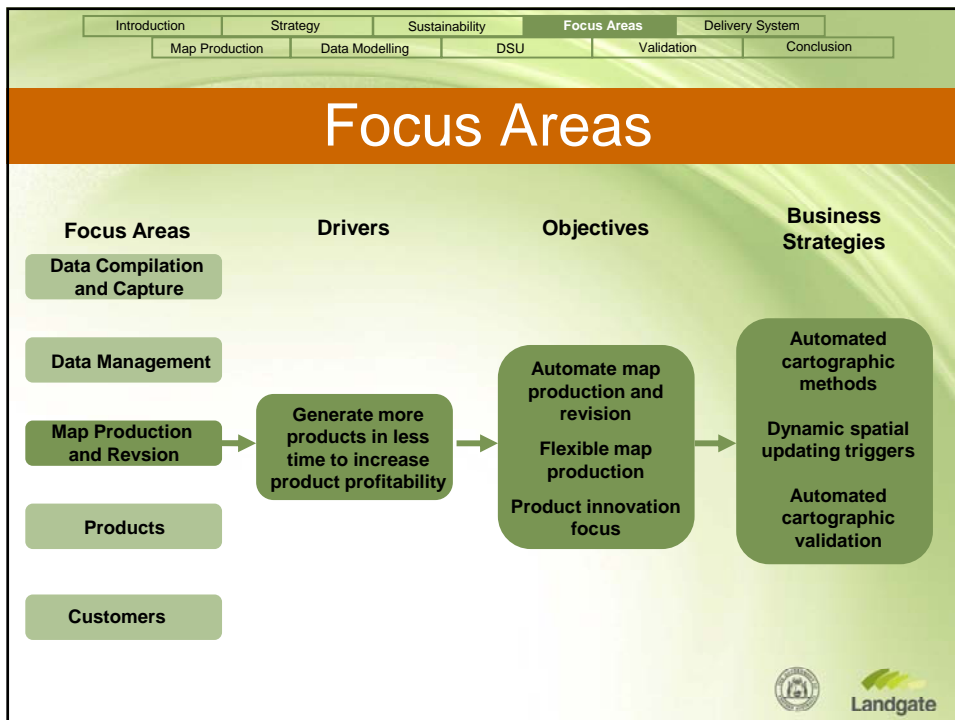 Introduction Strategy Sustainability Focus Areas Delivery System
Map Production Data Modelling DSU Validation Conclusion
Focus Areas
Focus Areas
Data Compilation
and Capture
Data Management
Map Production
and Revsion
Products
Customers
Drivers
Generate more
products in less
time to increase
product profitability
Objectives
Automate map
production and
revision
Flexible map
production
Product innovation
focus
Business
Strategies
Automated
cartographic
methods
Dynamic spatial
updating triggers
Automated
cartographic
validation
Landgate